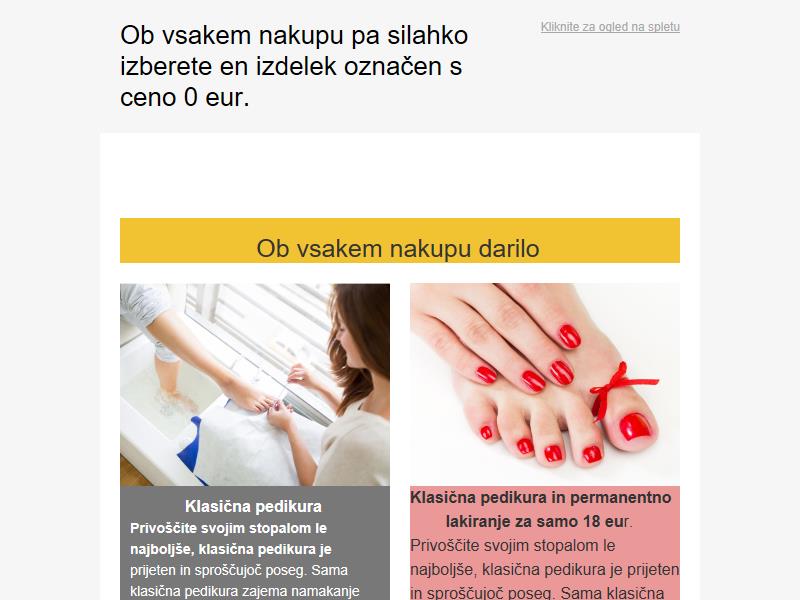 Ob vsakem nakupu pa silahko
izberete en izdelek označen s
ceno 0 eur.
Kliknite za ogled na spletu
Ob vsakem nakupu darilo
Klasična pedikura
Privoščite svojim stopalom le
najboljše, klasična pedikura je
prijeten in sproščujoč poseg. Sama
klasična pedikura zajema namakanje
Klasična pedikura in permanentno
lakiranje za samo 18 eur.
Privoščite svojim stopalom le
najboljše, klasična pedikura je prijeten
in sproščujoč poseg. Sama klasična